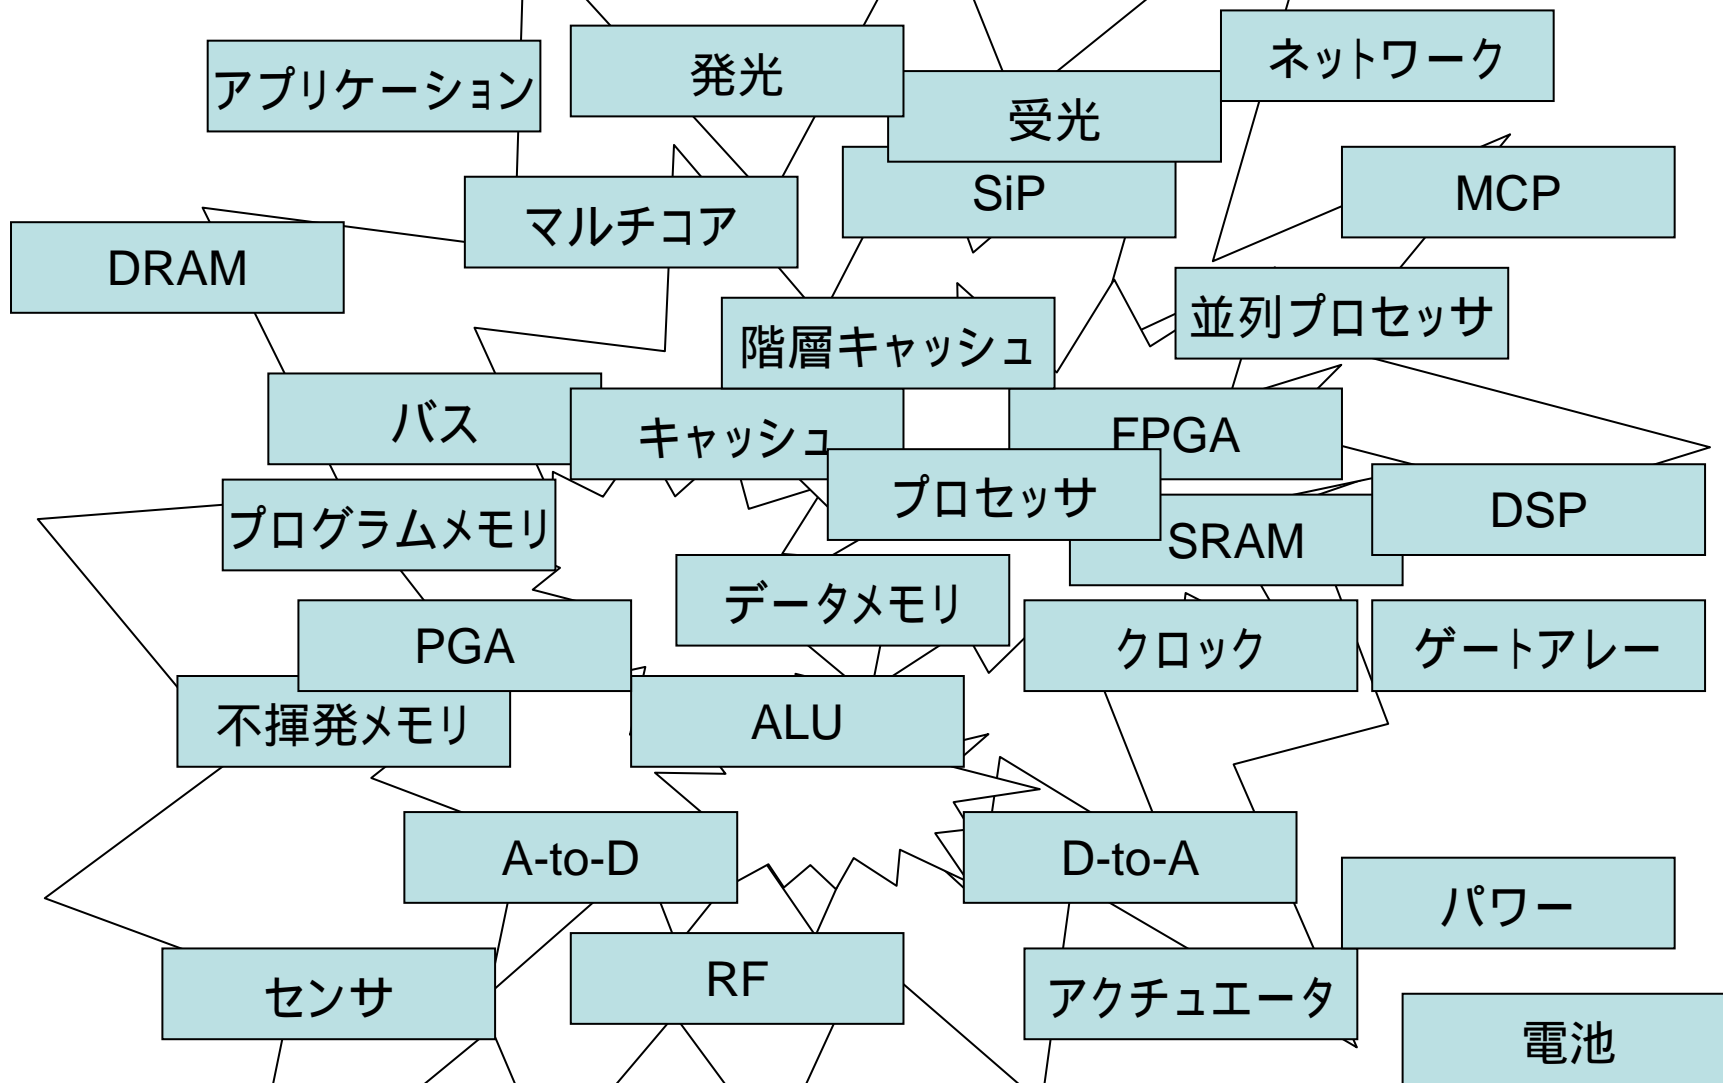 アプリケーション
発光
受光
ネットワーク
SiP
MCP
マルチコア
DRAM
並列プロセッサ
階層キャッシュ
バス
キャッシュ
FPGA
プロセッサ
DSP
プログラムメモリ
SRAM
データメモリ
PGA
クロック
ゲートアレー
不揮発メモリ
ALU
A-to-D
D-to-A
パワー
センサ
RF
アクチュエータ
電池